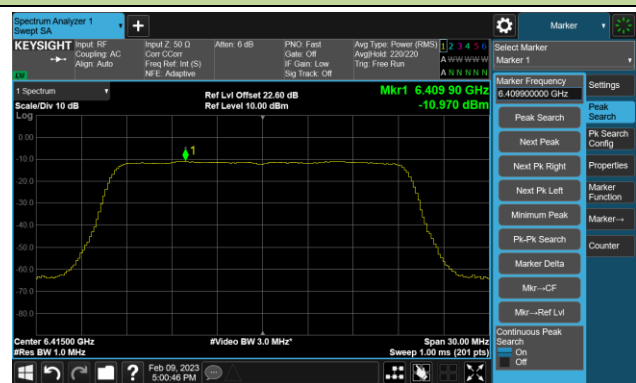 Spectrum Analyzer 1
Swept SA
+
Marker
KEYSIGHT
Input: RF
Coupling: AC
Align: Auto
Input Z: 50 Ω
Corr CCorr
Freq Ref: Int (S)
NFE: Adaptive
Atten: 6 dB
PNO: Fast
Gate: Off
IF Gain: Low
Sig Track: Off
Avg Type: Power (RMS)
Avg|Hold: 220/220
Trig: Free Run
1 2 3 4 5 6
A W W W W W
A N N N N N
LW
Select Marker
Marker 1
1 Spectrum
Scale/Div 10 dB
Log
Ref Lvl Offset 22.60 dB
Ref Level 10.00 dBm
Mkr1 6.409 90 GHz
-10.970 dBm
0.00
-10.0
-20.0
-30.0
-40.0
-50.0
-60.0
-70.0
-80.0
1
Center 6.41500 GHz
#Res BW 1.0 MHz
#Video BW 3.0 MHz*
Span 30.00 MHz
Sweep 1.00 ms (201 pts)
Marker Frequency
6.409900000 GHz
Peak Search
Next Peak
Next Pk Right
Next Pk Left
Minimum Peak
Pk-Pk Search
Marker Delta
Mkr→CF
Mkr→Ref Lvl
Continuous Peak
Search
On
Off
Settings
Peak
Search
Pk Search
Config
Properties
Marker
Function
Marker→
Counter
?
Feb 09, 2023
5:00:46 PM